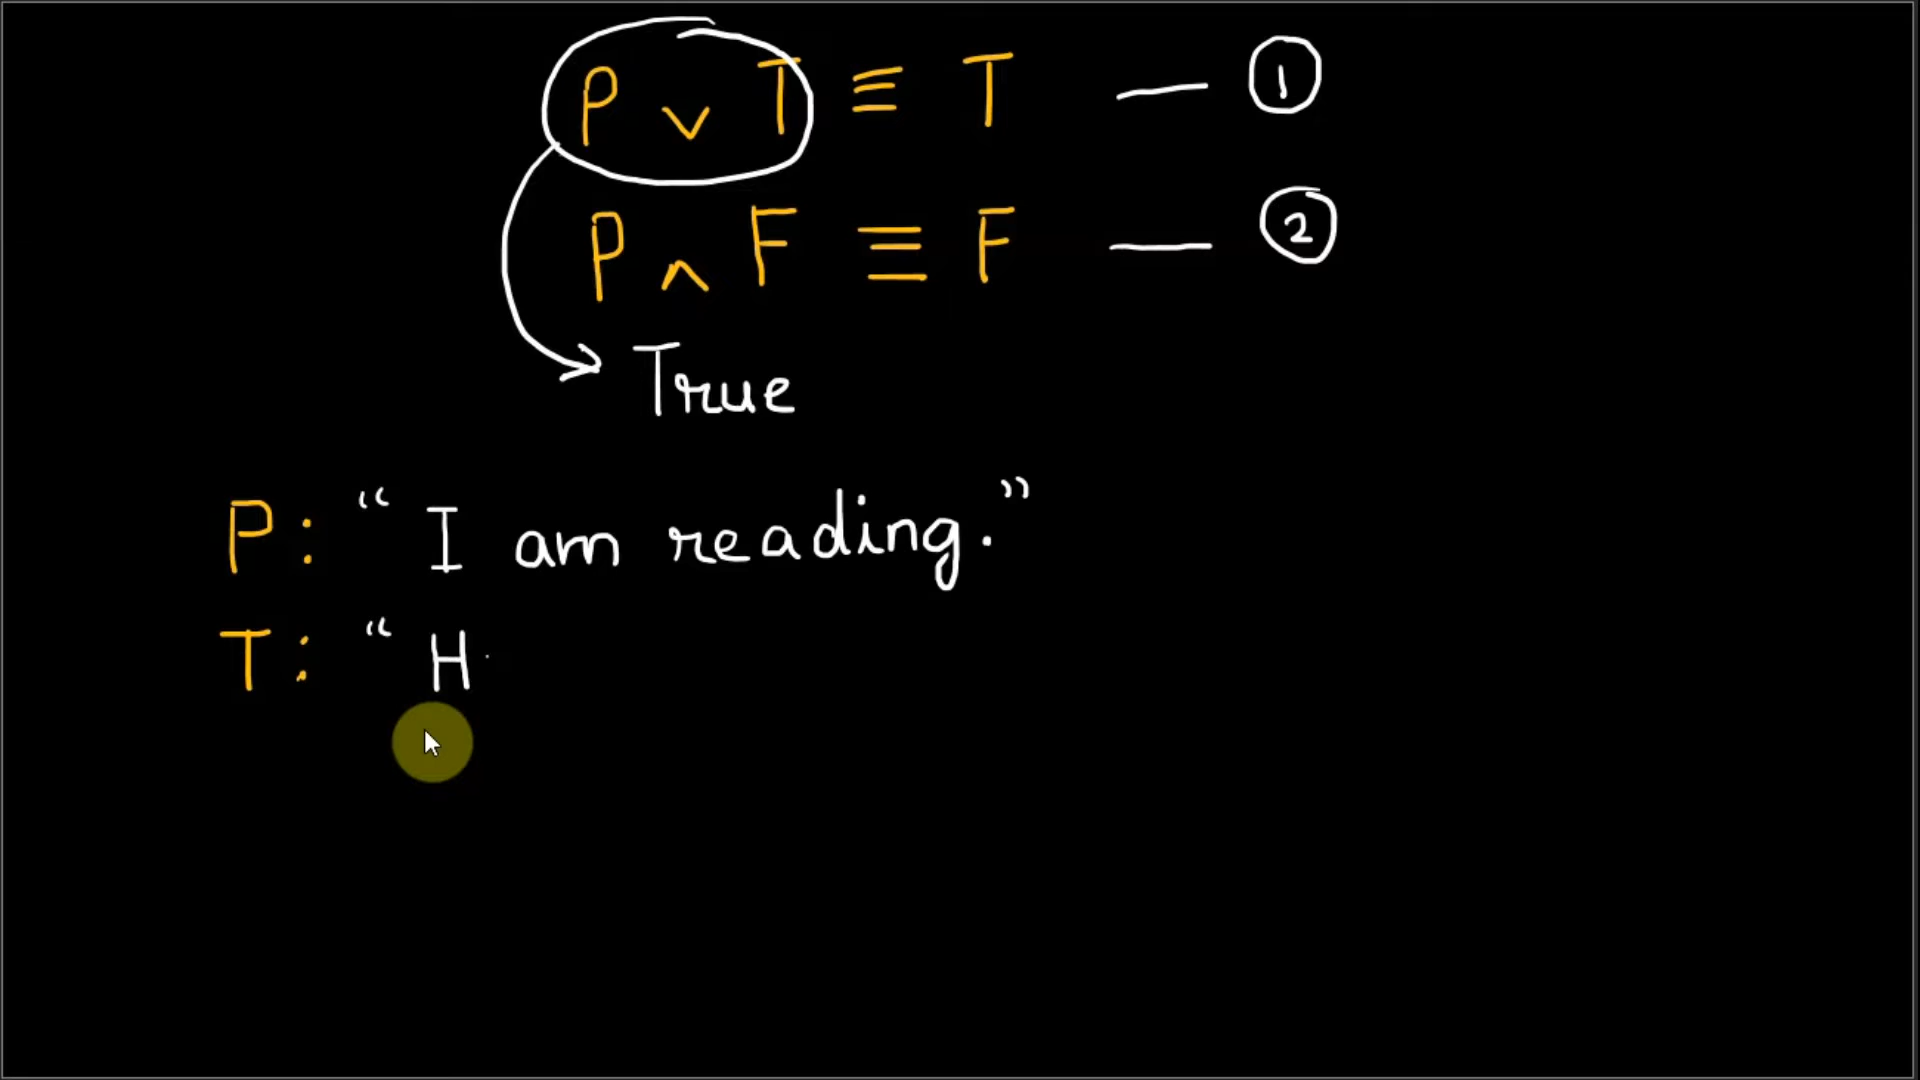 P ∨ T ≡ T — ①
P ∧ F ≡ F — ②
True
P: “ I am reading.”
T: “ H